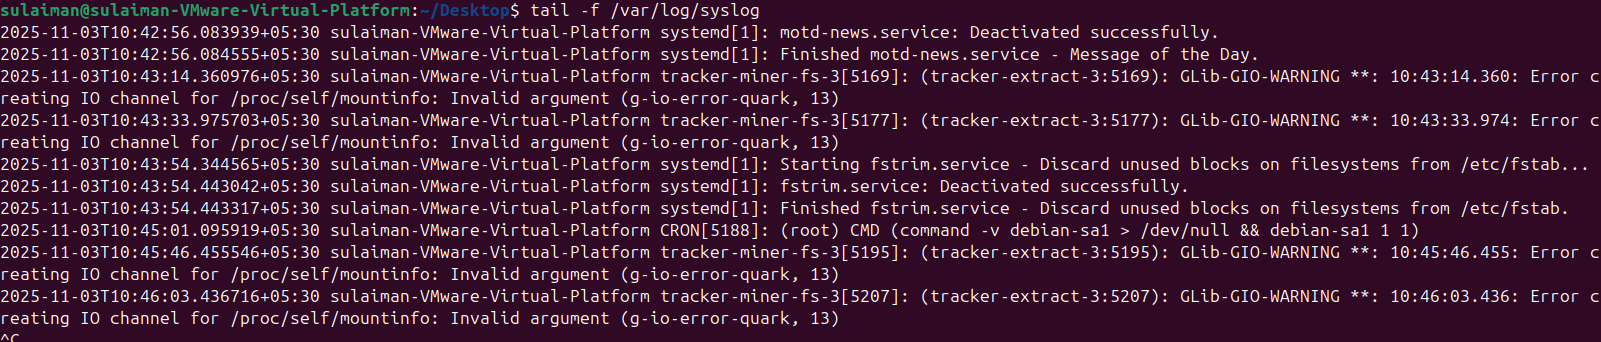 sulaiman@sulaiman-VMware-Virtual-Platform:~/Desktop$ tail -f /var/log/syslog
2025-11-03T10:42:56.083939+05:30 sulaiman-VMware-Virtual-Platform systemd[1]: motd-news.service: Deactivated successfully.
2025-11-03T10:42:56.084555+05:30 sulaiman-VMware-Virtual-Platform systemd[1]: Finished motd-news.service - Message of the Day.
2025-11-03T10:43:14.360976+05:30 sulaiman-VMware-Virtual-Platform tracker-miner-fs-3[5169]: (tracker-extract-3:5169): GLib-GIO-WARNING **: 10:43:14.360: Error c
reating IO channel for /proc/self/mountinfo: Invalid argument (g-io-error-quark, 13)
2025-11-03T10:43:33.975703+05:30 sulaiman-VMware-Virtual-Platform tracker-miner-fs-3[5177]: (tracker-extract-3:5177): GLib-GIO-WARNING **: 10:43:33.974: Error c
reating IO channel for /proc/self/mountinfo: Invalid argument (g-io-error-quark, 13)
2025-11-03T10:43:54.344565+05:30 sulaiman-VMware-Virtual-Platform systemd[1]: Starting fstrim.service - Discard unused blocks on filesystems from /etc/fstab...
2025-11-03T10:43:54.443042+05:30 sulaiman-VMware-Virtual-Platform systemd[1]: fstrim.service: Deactivated successfully.
2025-11-03T10:43:54.443317+05:30 sulaiman-VMware-Virtual-Platform systemd[1]: Finished fstrim.service - Discard unused blocks on filesystems from /etc/fstab.
2025-11-03T10:45:01.095919+05:30 sulaiman-VMware-Virtual-Platform CRON[5188]: (root) CMD (command -v debian-sa1 > /dev/null && debian-sa1 1 1)
2025-11-03T10:45:46.455546+05:30 sulaiman-VMware-Virtual-Platform tracker-miner-fs-3[5195]: (tracker-extract-3:5195): GLib-GIO-WARNING **: 10:45:46.455: Error c
reating IO channel for /proc/self/mountinfo: Invalid argument (g-io-error-quark, 13)
2025-11-03T10:46:03.436716+05:30 sulaiman-VMware-Virtual-Platform tracker-miner-fs-3[5207]: (tracker-extract-3:5207): GLib-GIO-WARNING **: 10:46:03.436: Error c
reating IO channel for /proc/self/mountinfo: Invalid argument (g-io-error-quark, 13)
^C